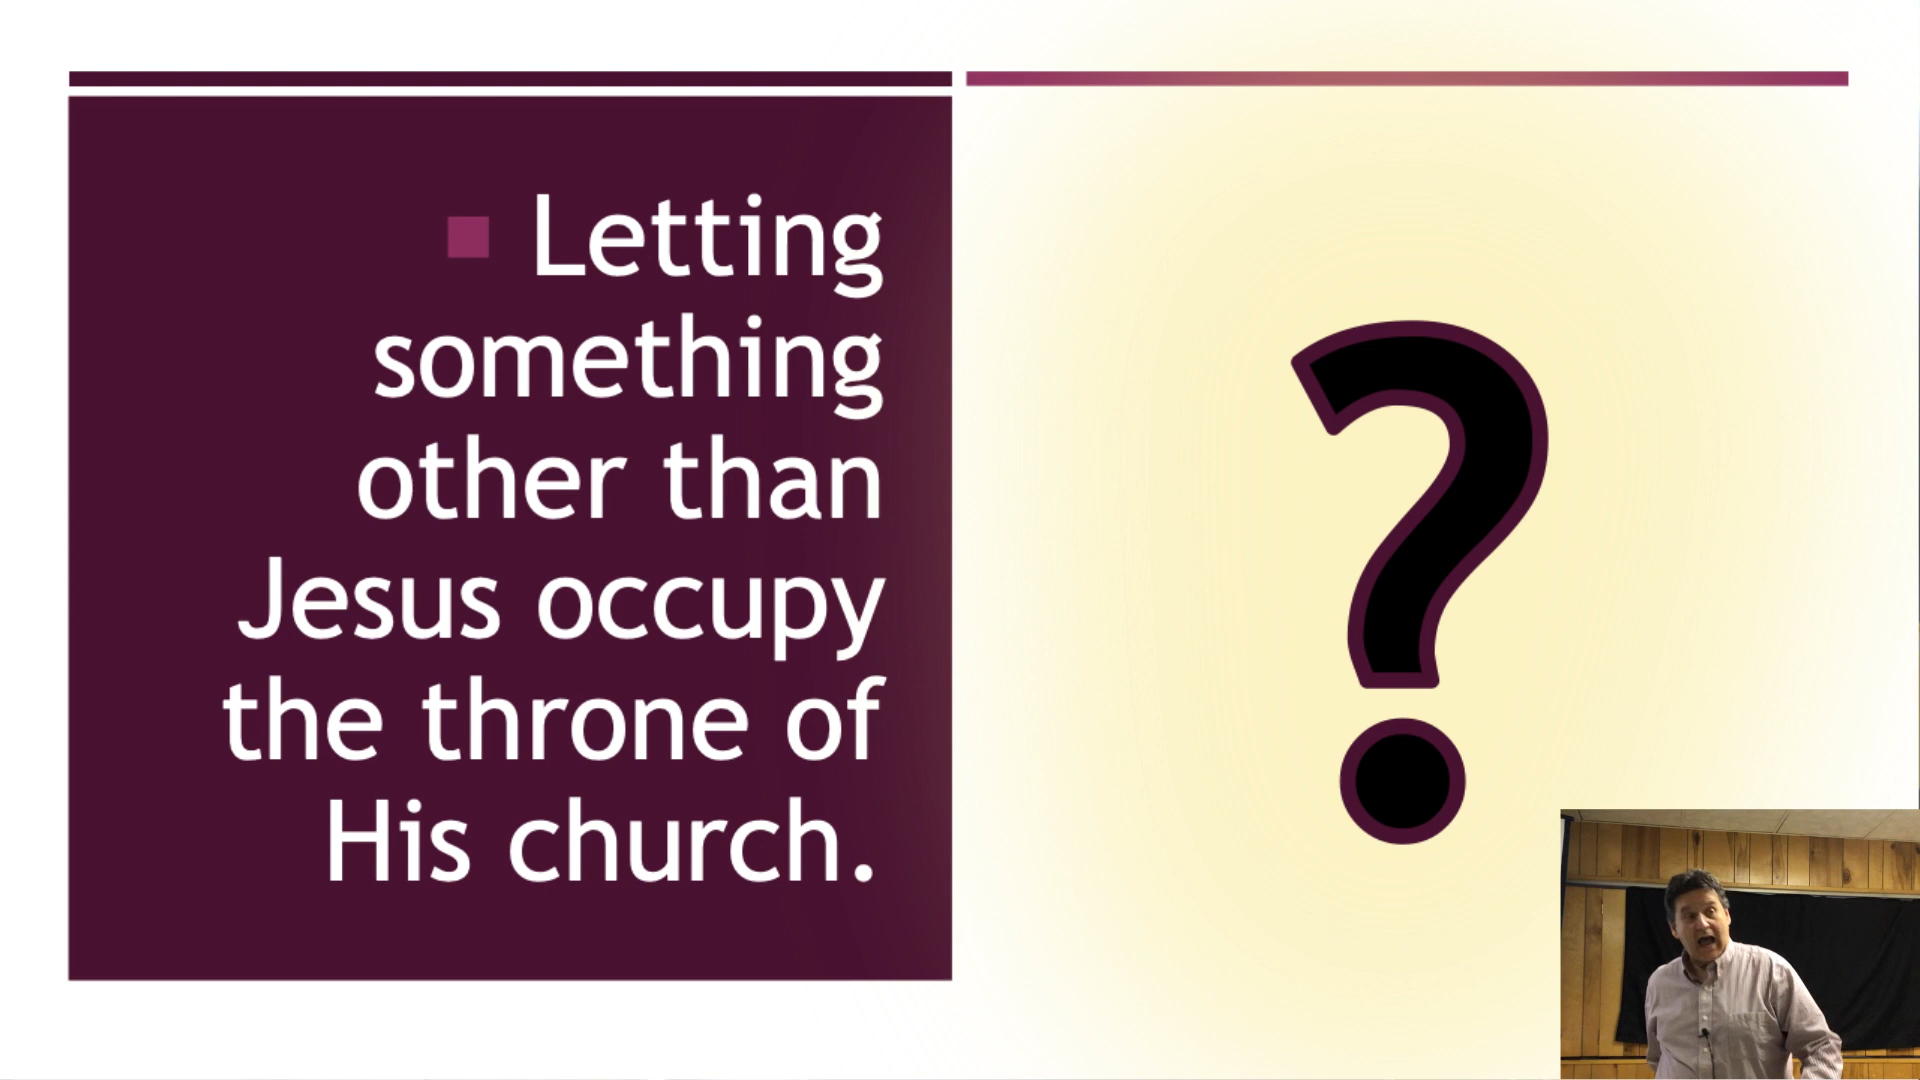 Letting
something
other than
Jesus occupy
the throne of
His church.
?